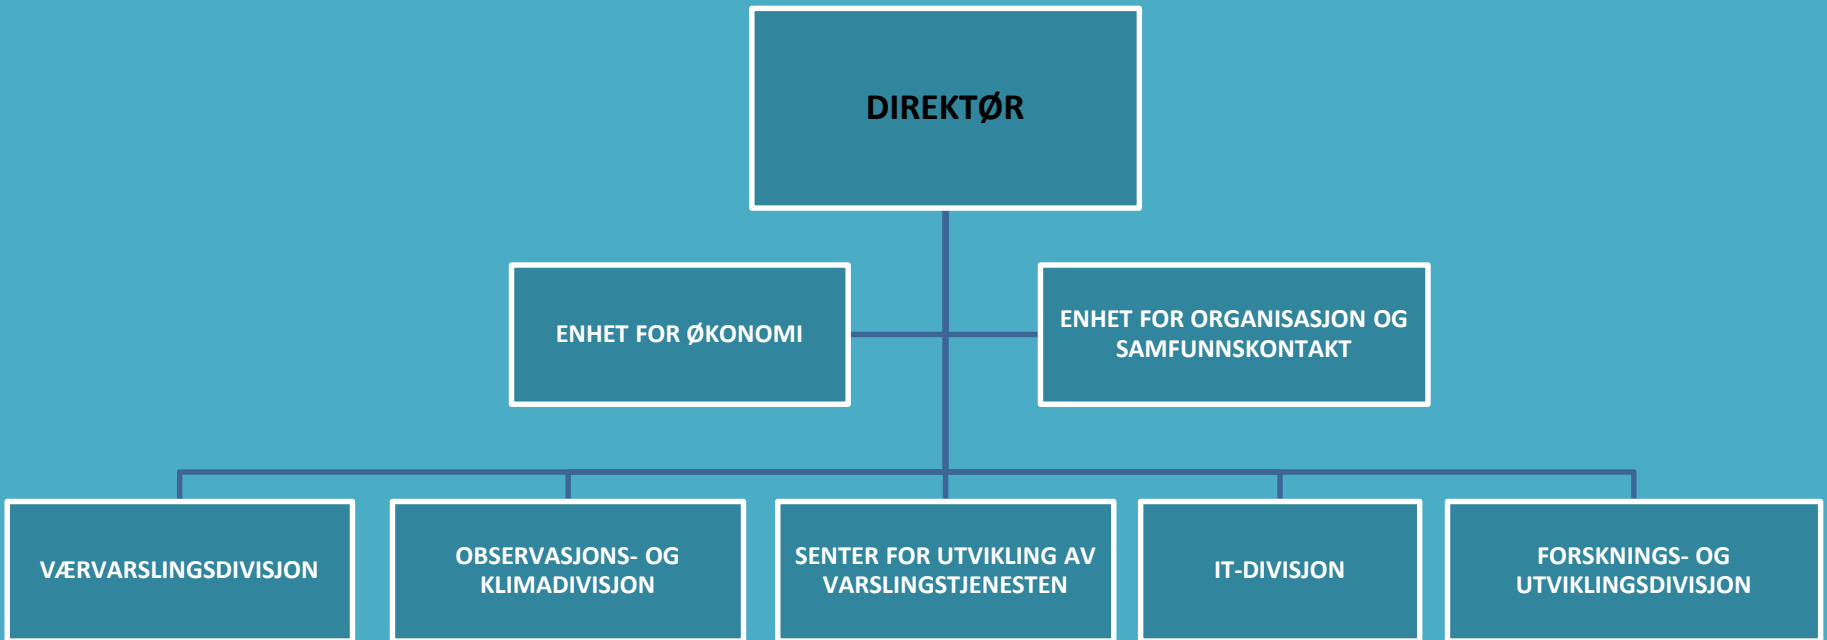 DIREKTØR
ENHET FOR ØKONOMI
ENHET FOR ORGANISASJON OG
SAMFUNNSKONTAKT
VÆRVARSLINGSDIVISJON
OBSERVASJONS- OG
KLIMADIVISJON
SENTER FOR UTVIKLING AV
VARSLINGSTJENESTEN
IT-DIVISJON
FORSKNINGS- OG
UTVIKLINGSDIVISJON